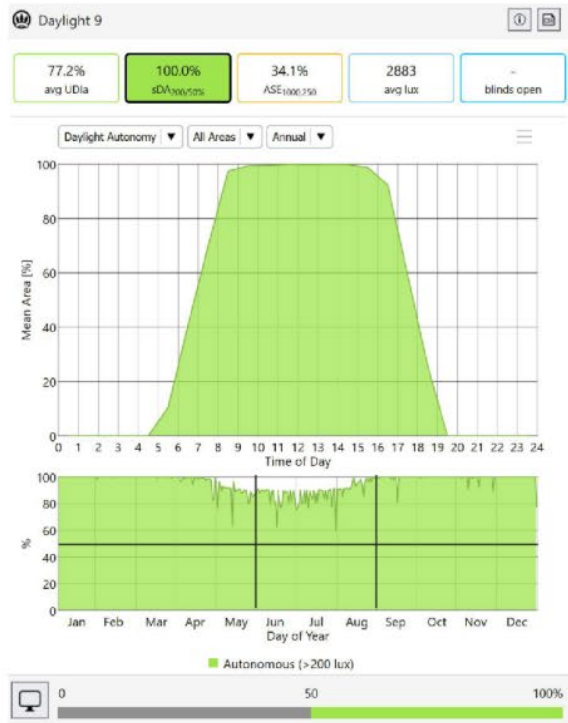 Daylight 9
77.2% 100.0% 34.1% 2883 -
avg UDIa sDA200/50% ASE1000,250 avg lux blinds open
Daily Autonomy ▼ All Areas ▼ Annual ▼
100
80
60
40
20
0
Mean Area [%]
0 1 2 3 4 5 6 7 8 9 10 11 12 13 14 15 16 17 18 19 20 21 22 23 24
Time of Day
100
80
60
40
20
0
%
Jan Feb Mar Apr May Jun Jul Aug Sep Oct Nov Dec
Day of Year
Autonomous (>200 lux)
0 50 100%